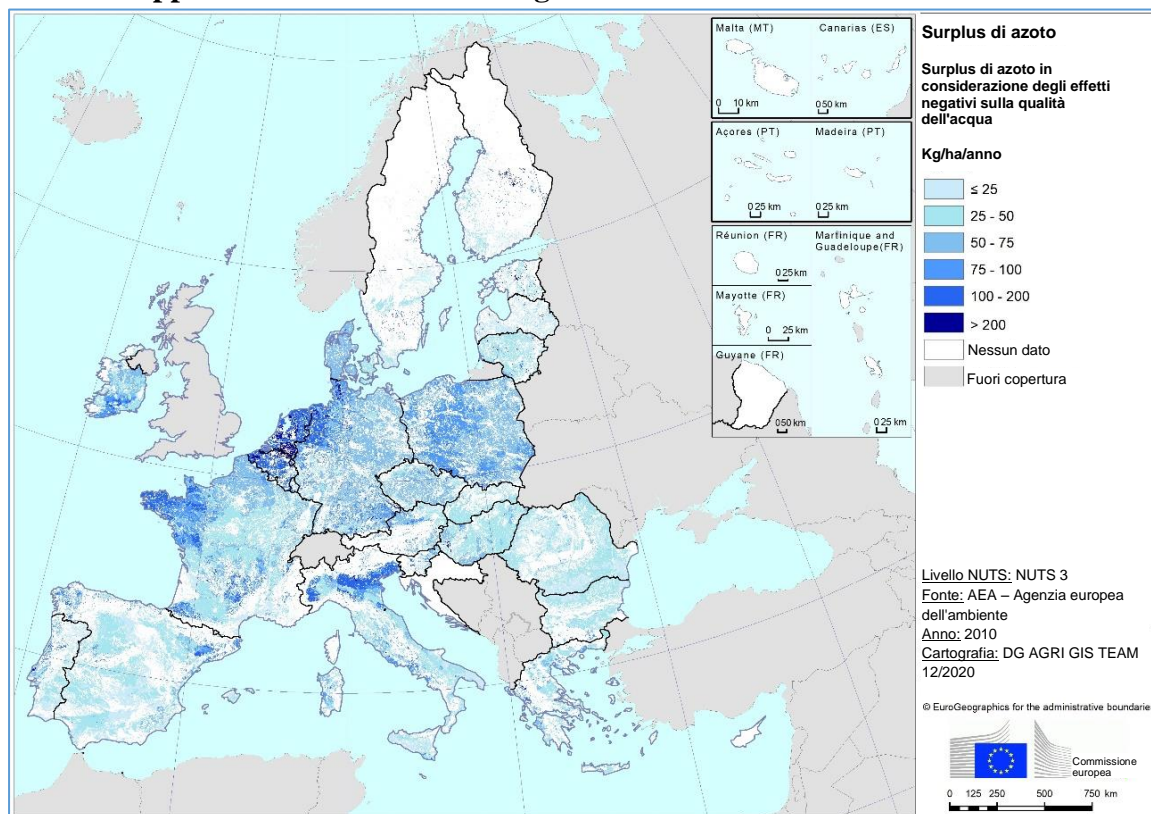 Malta (MT)
Canarias (ES)
0 10 km
0 50 km
Açores (PT)
Madeira (PT)
0 25 km
0 25 km
Réunion (FR)
Martinique and
Guadeloupe(FR)
0 25 km
Mayotte (FR)
0 25 km
Guyane (FR)
0 50 km
0 25 km
Surplus di azoto
Surplus di azoto in
considerazione degli effetti
negativi sulla qualità
dell'acqua
Kg/ha/anno
≤ 25
25 - 50
50 - 75
75 - 100
100 - 200
> 200
Nessun dato
Fuori copertura
Livello NUTS: NUTS 3
Fonte: AEA – Agenzia europea
dell'ambiente
Anno: 2010
Cartografia: DG AGRI GIS TEAM
12/2020
© EuroGeographics for the administrative boundarie
Commissione
europea
0 125 250 500 750 km